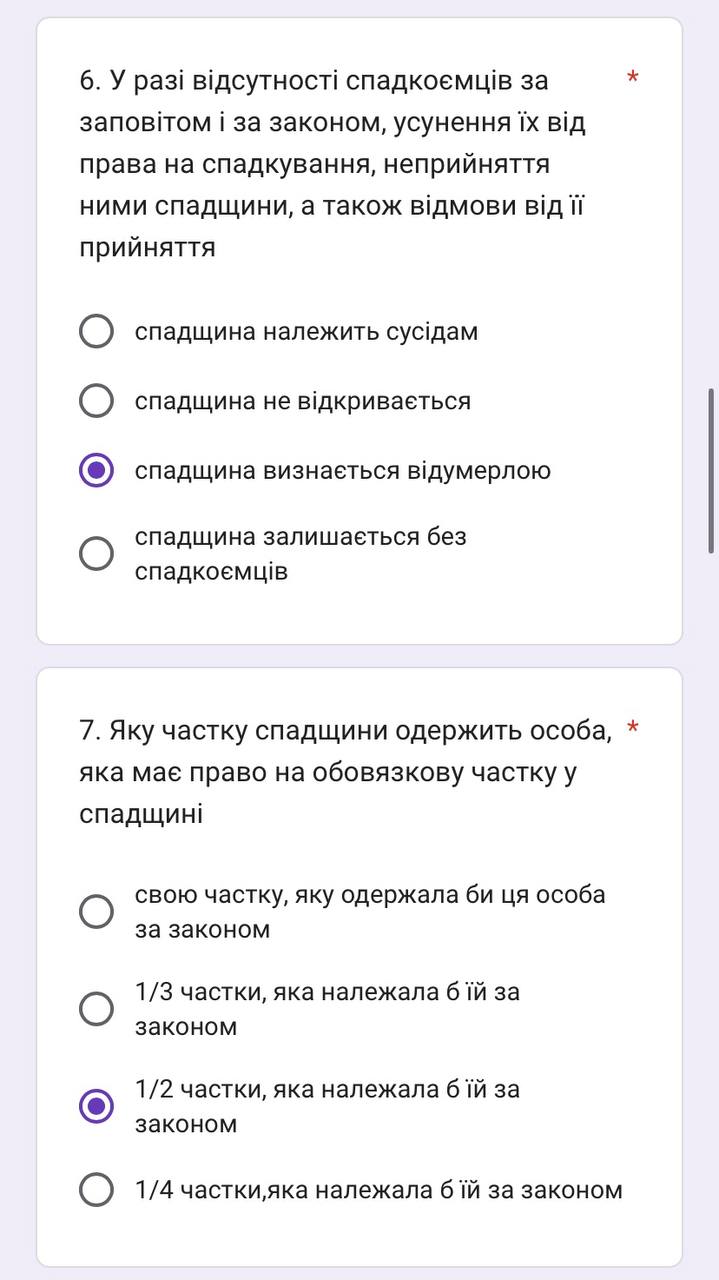 6. У разі відсутності спадкоємців за *
заповітом і за законом, усунення їх від
права на спадкування, неприйняття
ними спадщини, а також відмови від її
прийняття
спадщина належить сусідам
спадщина не відкривається
спадщина визнається відумерлою
спадщина залишається без
спадкоємців
7. Яку частку спадщини одержить особа, *
яка має право на обовязкову частку у
спадщині
свою частку, яку одержала би ця особа
за законом
1/3 частки, яка належала б їй за
законом
1/2 частки, яка належала б їй за
законом
1/4 частки,яка належала б їй за законом